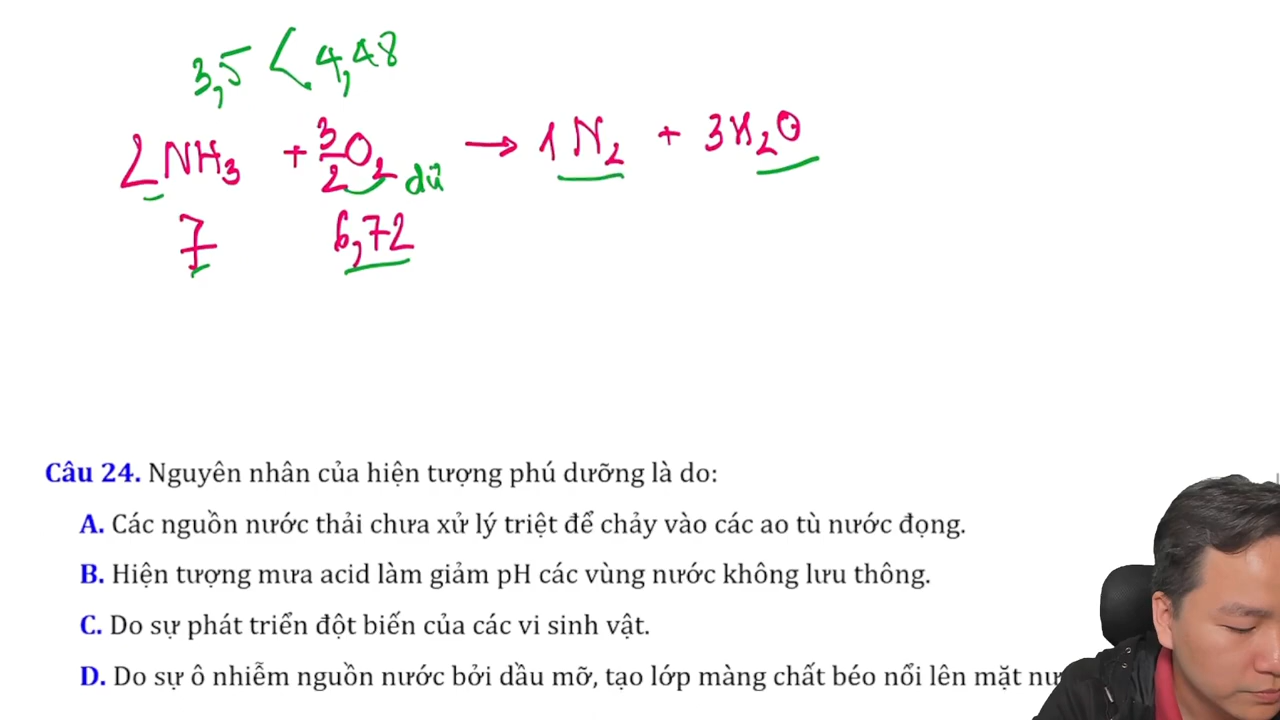 3,5 < 4,48
2NH₃ + 3/2 O₂ dư → 1N₂ + 3H₂O
7 6,72
Câu 24. Nguyên nhân của hiện tượng phú dưỡng là do:
A. Các nguồn nước thải chưa xử lý triệt để chảy vào các ao tù nước đọng.
B. Hiện tượng mưa acid làm giảm pH các vùng nước không lưu thông.
C. Do sự phát triển đột biến của các vi sinh vật.
D. Do sự ô nhiễm nguồn nước bởi dầu mỡ, tạo lớp màng chất béo nổi lên mặt